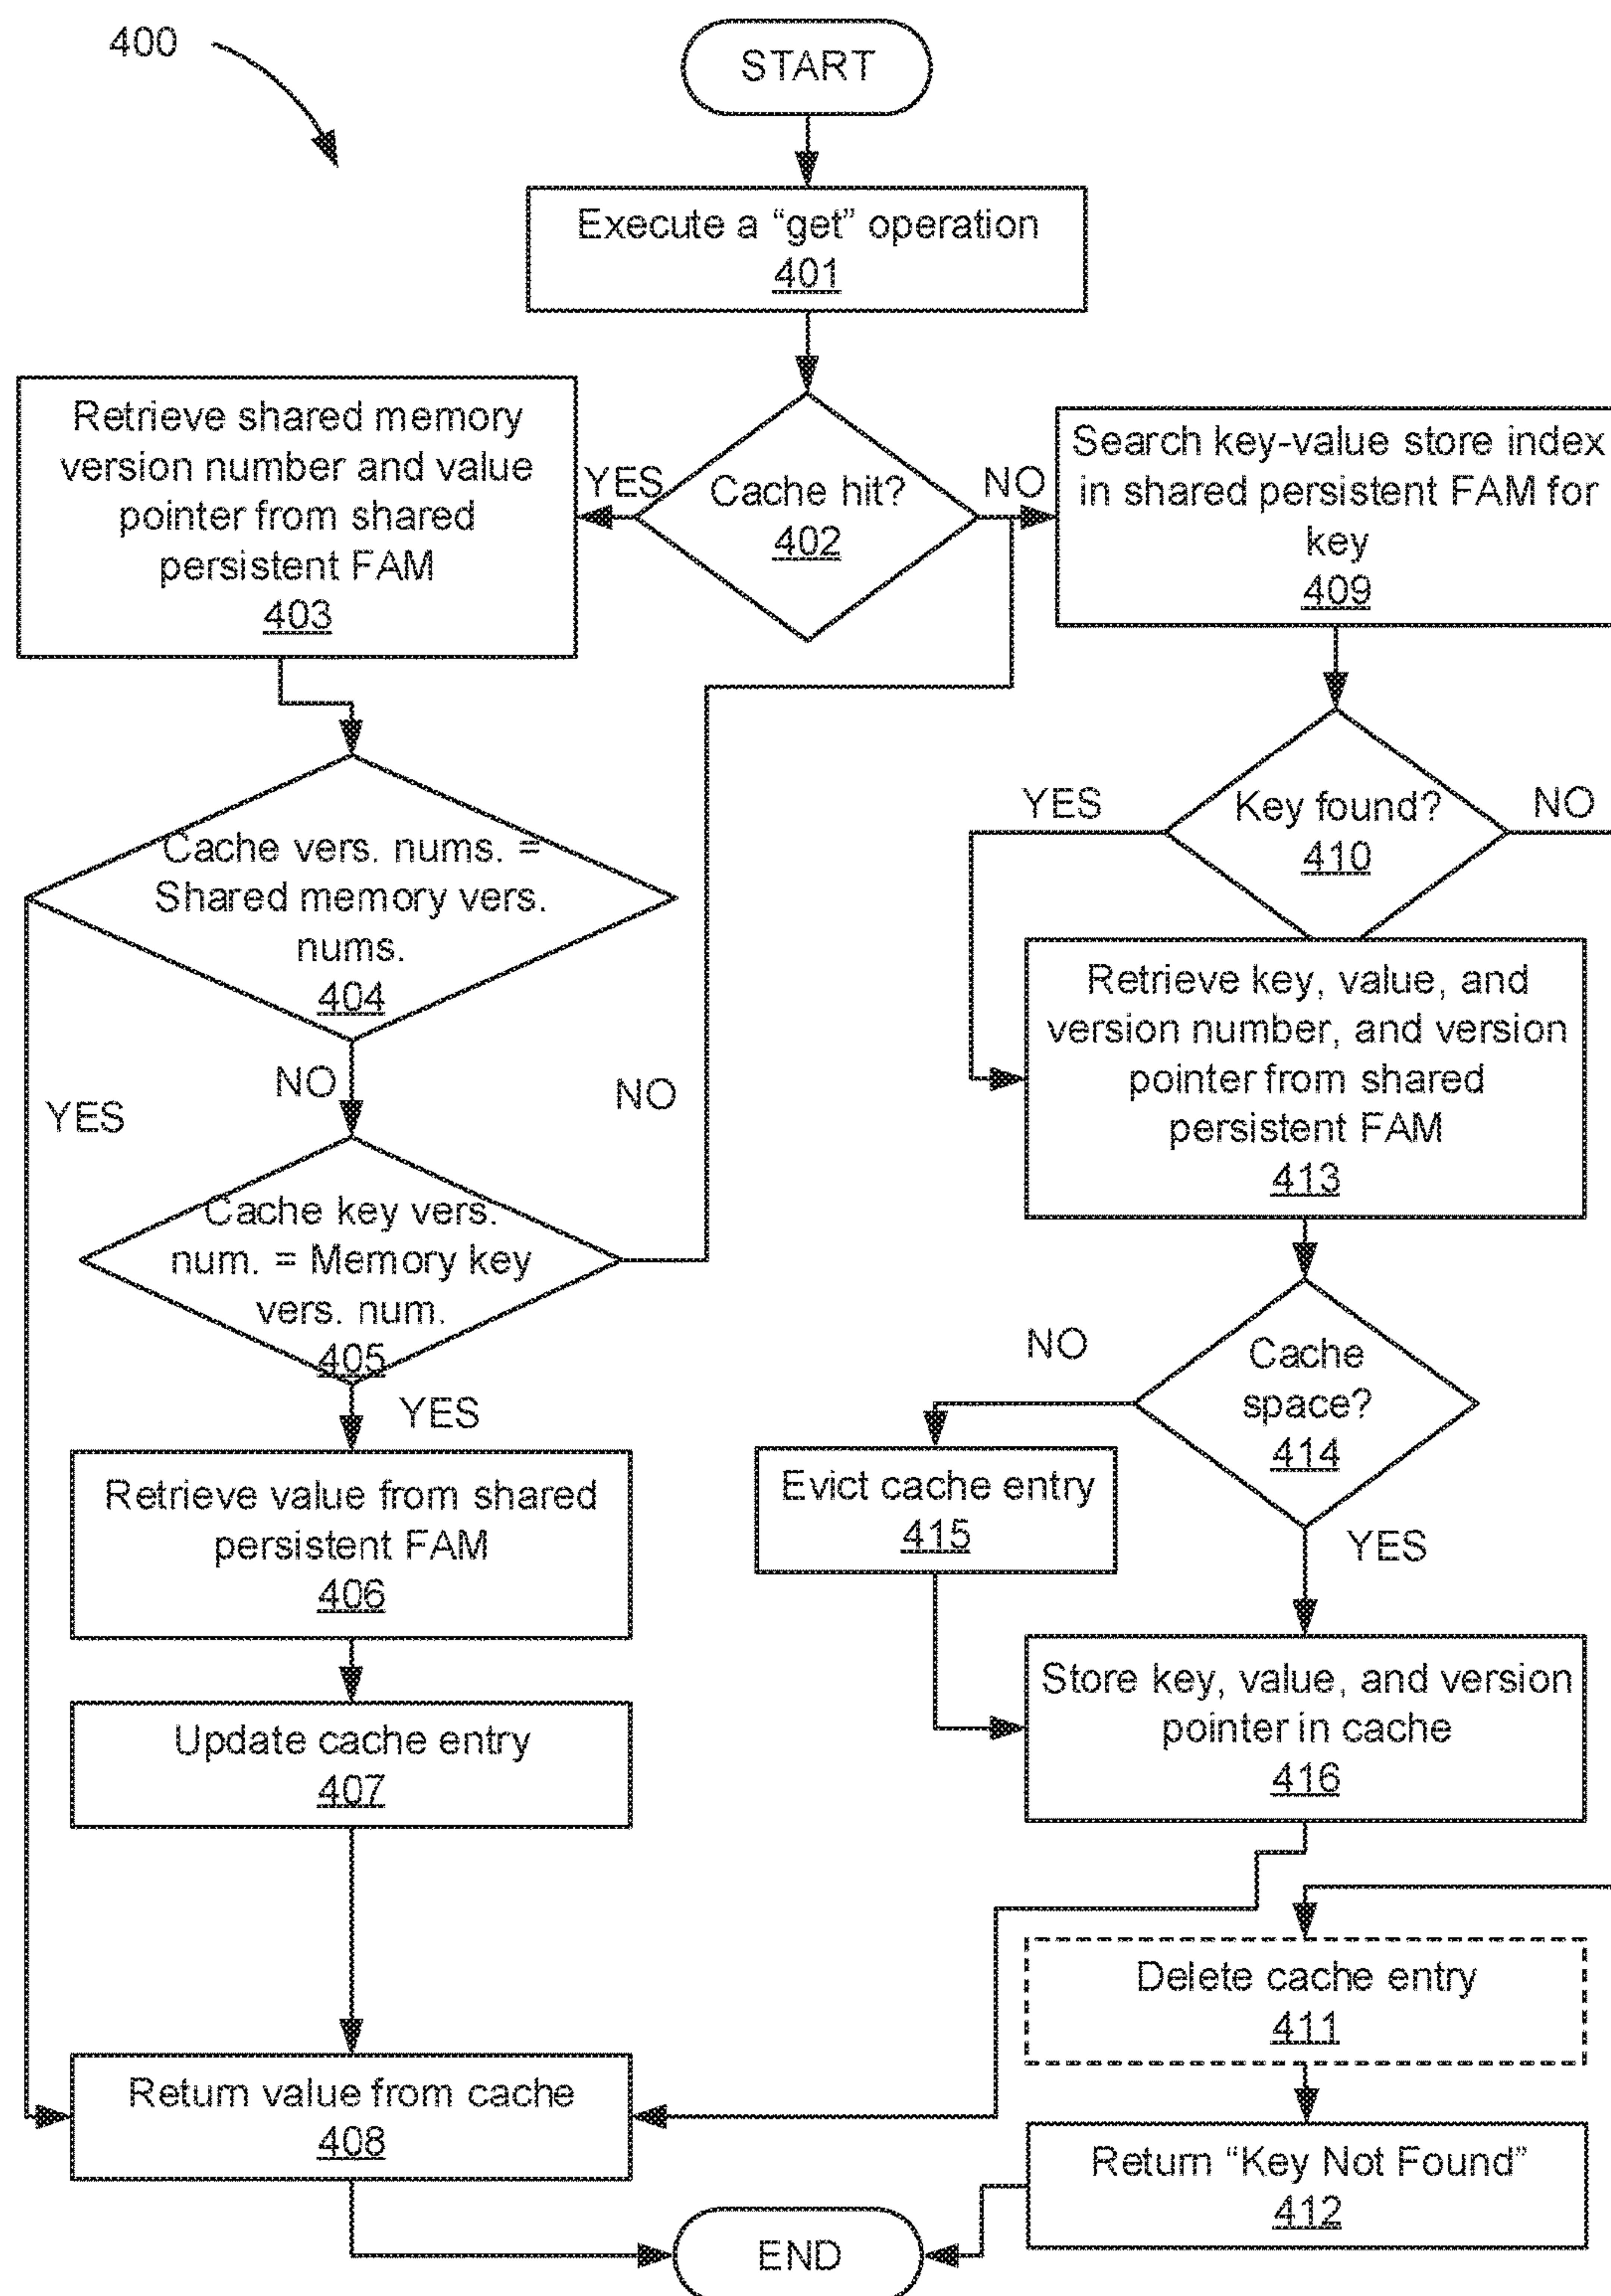 400
START
Execute a “get” operation
401
Retrieve shared memory
version number and value
pointer from shared
persistent FAM
403
YES
Cache hit?
402
NO
Search key-value store index
in shared persistent FAM for
key
409
Cache vers. nums. =
Shared memory vers.
nums.
404
YES
Key found?
410
NO
NO
YES
NO
Retrieve key, value, and
version number, and version
pointer from shared
persistent FAM
413
Cache key vers.
num. = Memory key
vers. num.
405
YES
NO
Cache
space?
414
YES
Retrieve value from shared
persistent FAM
406
Evict cache entry
415
Update cache entry
407
Store key, value, and version
pointer in cache
416
Delete cache entry
411
Return value from cache
408
Return “Key Not Found”
412
END